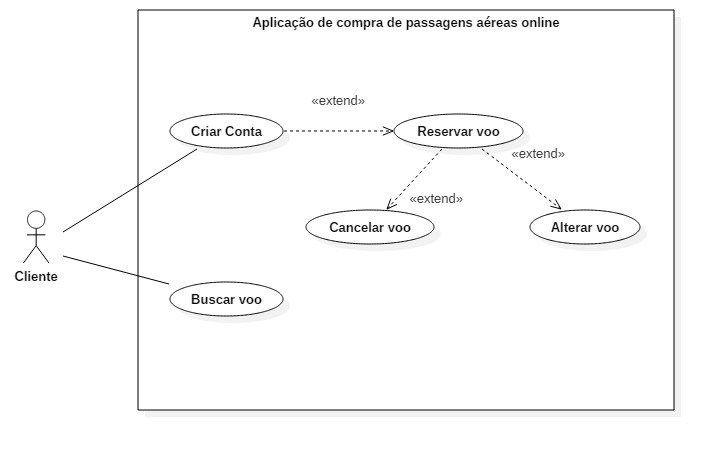 Aplicação de compra de passagens aéreas online
«extend»
Criar Conta
Reservar voo
«extend»
«extend»
Cancelar voo
Alterar voo
Cliente
Buscar voo